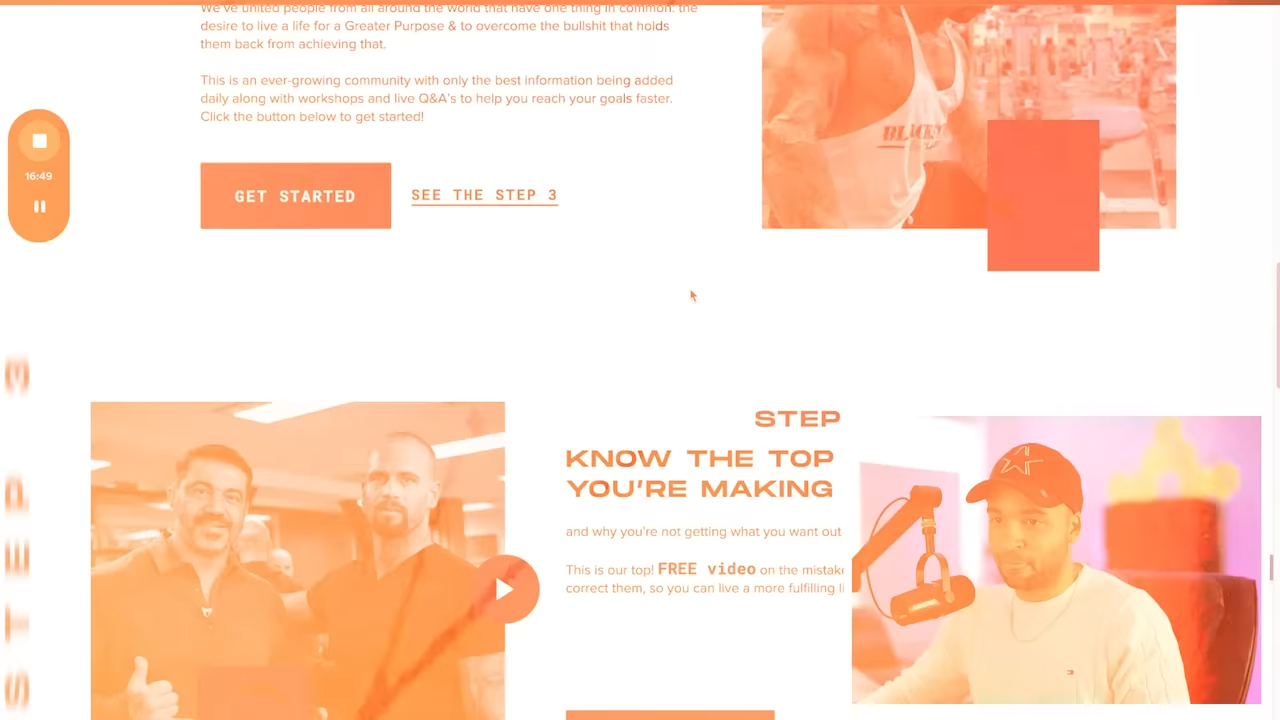 We've united people from all around the world that have one thing in common: the
desire to live a life for a Greater Purpose & to overcome the bullshit that holds
them back from achieving that.
This is an ever-growing community with only the best information being added
daily along with workshops and live Q&A's to help you reach your goals faster.
Click the button below to get started!
16:49
GET STARTED
SEE THE STEP 3
STEP 3
STEP
KNOW THE TOP
YOU'RE MAKING
and why you're not getting what you want out
This is our top! FREE video on the mistake
correct them, so you can live a more fulfilling